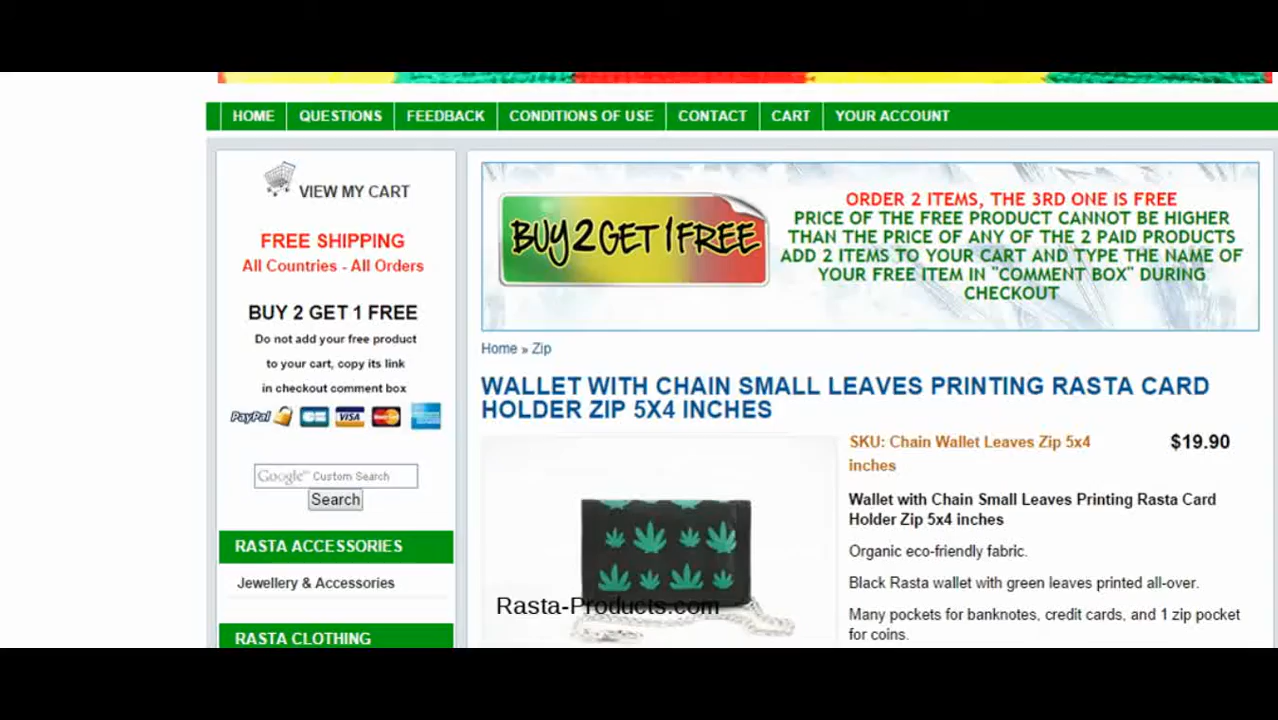 HOME QUESTIONS FEEDBACK CONDITIONS OF USE CONTACT CART YOUR ACCOUNT
VIEW MY CART
FREE SHIPPING
All Countries - All Orders
BUY 2 GET 1 FREE
Do not add your free product
to your cart, copy its link
in checkout comment box
PayPal VISA MasterCard
Google Custom Search
Search
RASTA ACCESSORIES
Jewellery & Accessories
RASTA CLOTHING
BUY 2 GET 1 FREE
ORDER 2 ITEMS, THE 3RD ONE IS FREE
PRICE OF THE FREE PRODUCT CANNOT BE HIGHER
THAN THE PRICE OF ANY OF THE 2 PAID PRODUCTS
ADD 2 ITEMS TO YOUR CART AND TYPE THE NAME OF
YOUR FREE ITEM IN "COMMENT BOX" DURING
CHECKOUT
Home » Zip
WALLET WITH CHAIN SMALL LEAVES PRINTING RASTA CARD
HOLDER ZIP 5X4 INCHES
Rasta-Products.com
SKU: Chain Wallet Leaves Zip 5x4
inches
$19.90
Wallet with Chain Small Leaves Printing Rasta Card
Holder Zip 5x4 inches
Organic eco-friendly fabric.
Black Rasta wallet with green leaves printed all-over.
Many pockets for banknotes, credit cards, and 1 zip pocket
for coins.